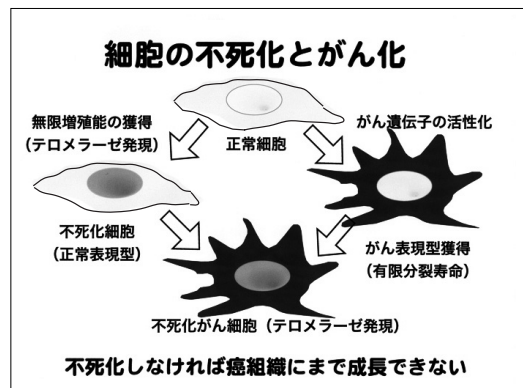 細胞の不死化とがん化
無限増殖能の獲得
(テロメラーゼ発現)
正常細胞
がん遺伝子の活性化
不死化細胞
(正常表現型)
がん表現型獲得
(有限分裂寿命)
不死化がん細胞(テロメラーゼ発現)
不死化しなければ癌組織にまで成長できない